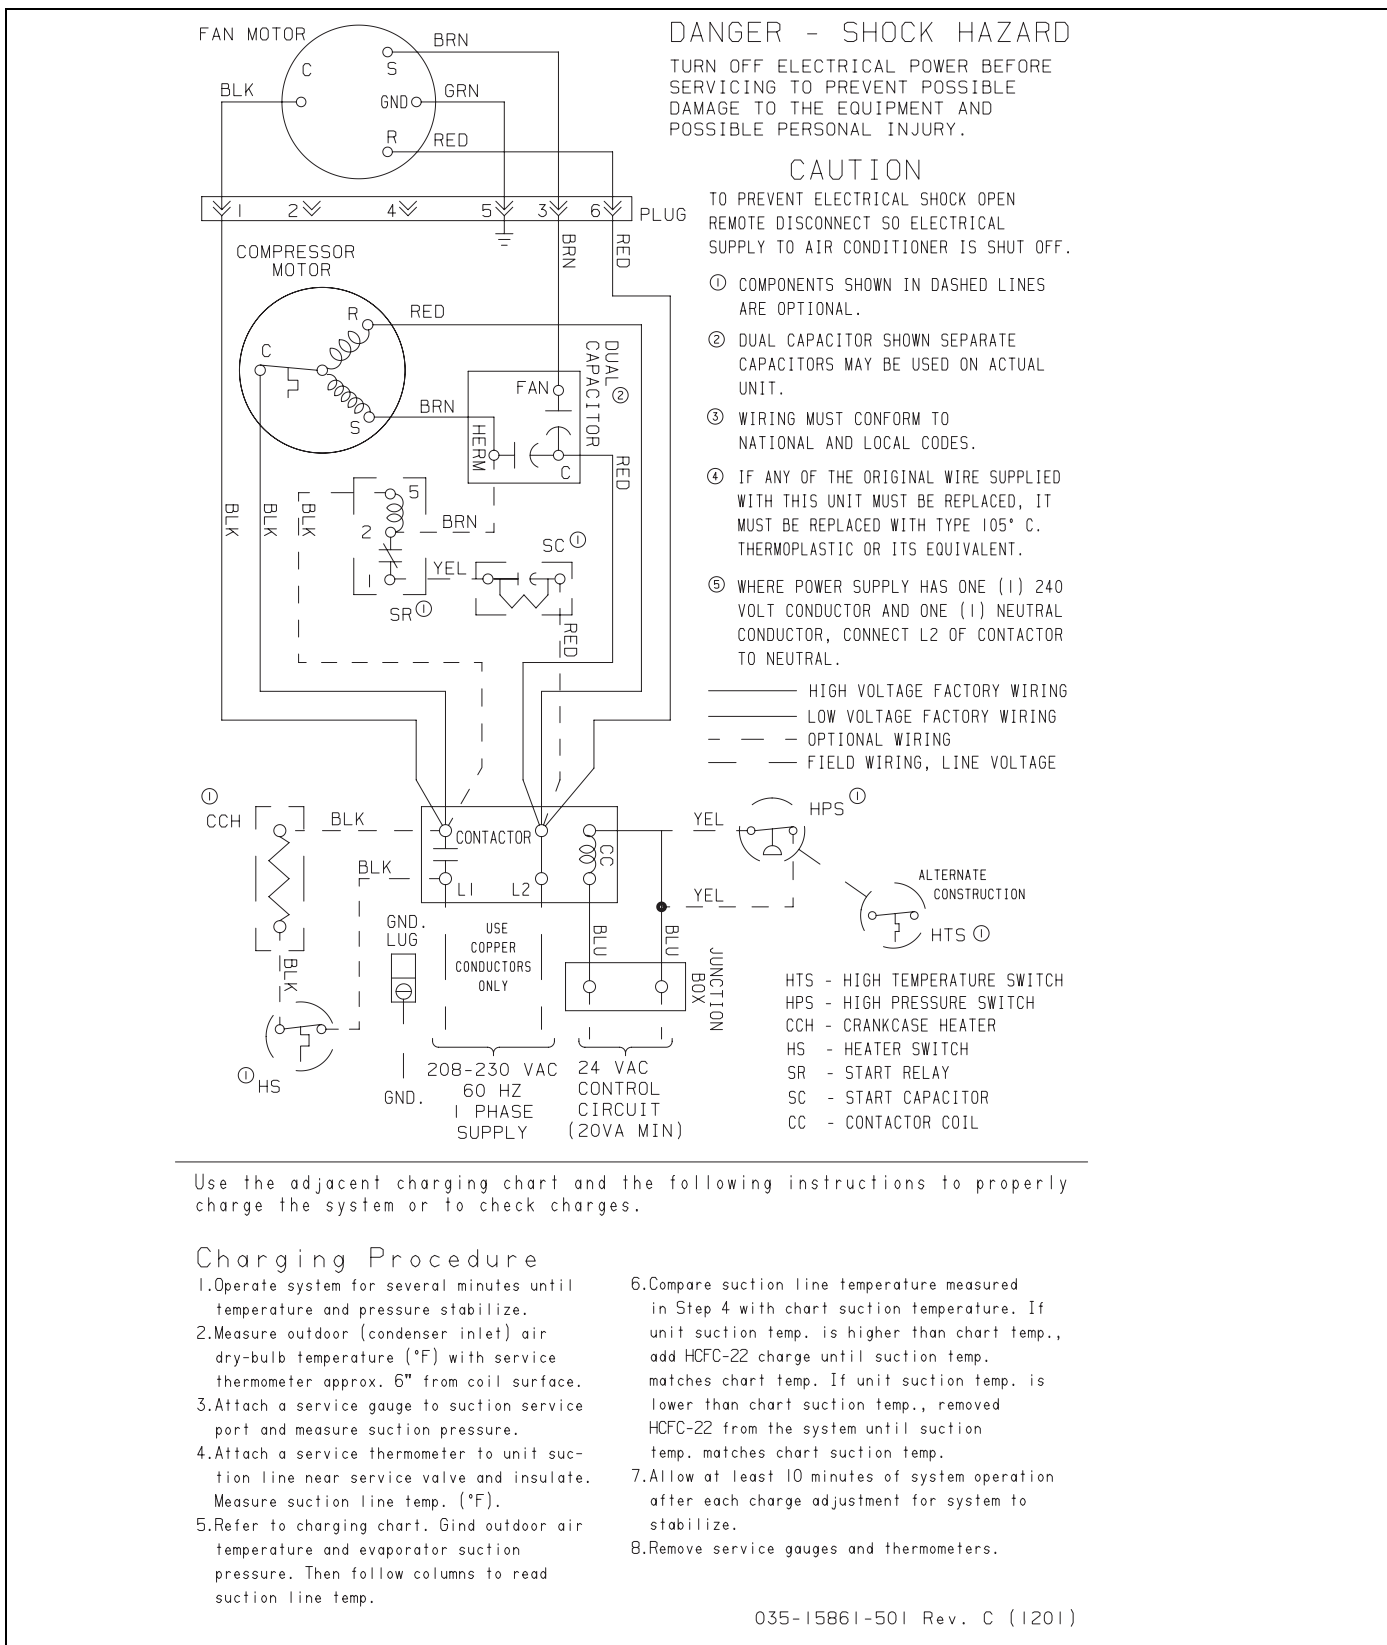 FAN MOTOR
BRN
C
S
BLK
GND
GRN
R
RED
1
2
4
5
3
6
PLUG
COMPRESSOR
MOTOR
BRN
RED
R
RED
C
DUAL ②
CAPACITOR
FAN
BRN
S
HERM
C
RED
BLK
BLK
BLK
5
2
BRN
SC ①
1
YEL
SR ①
RED
DANGER - SHOCK HAZARD
TURN OFF ELECTRICAL POWER BEFORE
SERVICING TO PREVENT POSSIBLE
DAMAGE TO THE EQUIPMENT AND
POSSIBLE PERSONAL INJURY.
CAUTION
TO PREVENT ELECTRICAL SHOCK OPEN
REMOTE DISCONNECT SO ELECTRICAL
SUPPLY TO AIR CONDITIONER IS SHUT OFF.
① COMPONENTS SHOWN IN DASHED LINES
ARE OPTIONAL.
② DUAL CAPACITOR SHOWN SEPARATE
CAPACITORS MAY BE USED ON ACTUAL
UNIT.
③ WIRING MUST CONFORM TO
NATIONAL AND LOCAL CODES.
④ IF ANY OF THE ORIGINAL WIRE SUPPLIED
WITH THIS UNIT MUST BE REPLACED, IT
MUST BE REPLACED WITH TYPE 105° C.
THERMOPLASTIC OR ITS EQUIVALENT.
⑤ WHERE POWER SUPPLY HAS ONE (1) 240
VOLT CONDUCTOR AND ONE (1) NEUTRAL
CONDUCTOR, CONNECT L2 OF CONTACTOR
TO NEUTRAL.
HIGH VOLTAGE FACTORY WIRING
LOW VOLTAGE FACTORY WIRING
OPTIONAL WIRING
FIELD WIRING, LINE VOLTAGE
①
CCH
BLK
CONTACTOR
CC
YEL
HPS ①
BLK
L1
L2
YEL
ALTERNATE
CONSTRUCTION
HTS ①
GND.
LUG
USE
COPPER
CONDUCTORS
ONLY
BLU
BLU
JUNCTION
BOX
BLK
① HS
GND.
208-230 VAC
60 HZ
1 PHASE
SUPPLY
24 VAC
CONTROL
CIRCUIT
(20VA MIN)
HTS - HIGH TEMPERATURE SWITCH
HPS - HIGH PRESSURE SWITCH
CCH - CRANKCASE HEATER
HS - HEATER SWITCH
SR - START RELAY
SC - START CAPACITOR
CC - CONTACTOR COIL
Use the adjacent charging chart and the following instructions to properly
charge the system or to check charges.
Charging Procedure
1.Operate system for several minutes until
temperature and pressure stabilize.
2.Measure outdoor (condenser inlet) air
dry-bulb temperature (°F) with service
thermometer approx. 6" from coil surface.
3.Attach a service gauge to suction service
port and measure suction pressure.
4.Attach a service thermometer to unit suc-
tion line near service valve and insulate.
Measure suction line temp. (°F).
5.Refer to charging chart. Gind outdoor air
temperature and evaporator suction
pressure. Then follow columns to read
suction line temp.
6.Compare suction line temperature measured
in Step 4 with chart suction temperature. If
unit suction temp. is higher than chart temp.,
add HCFC-22 charge until suction temp.
matches chart temp. If unit suction temp. is
lower than chart suction temp., removed
HCFC-22 from the system until suction
temp. matches chart suction temp.
7.Allow at least 10 minutes of system operation
after each charge adjustment for system to
stabilize.
8.Remove service gauges and thermometers.
035-15861-501 Rev. C (1201)